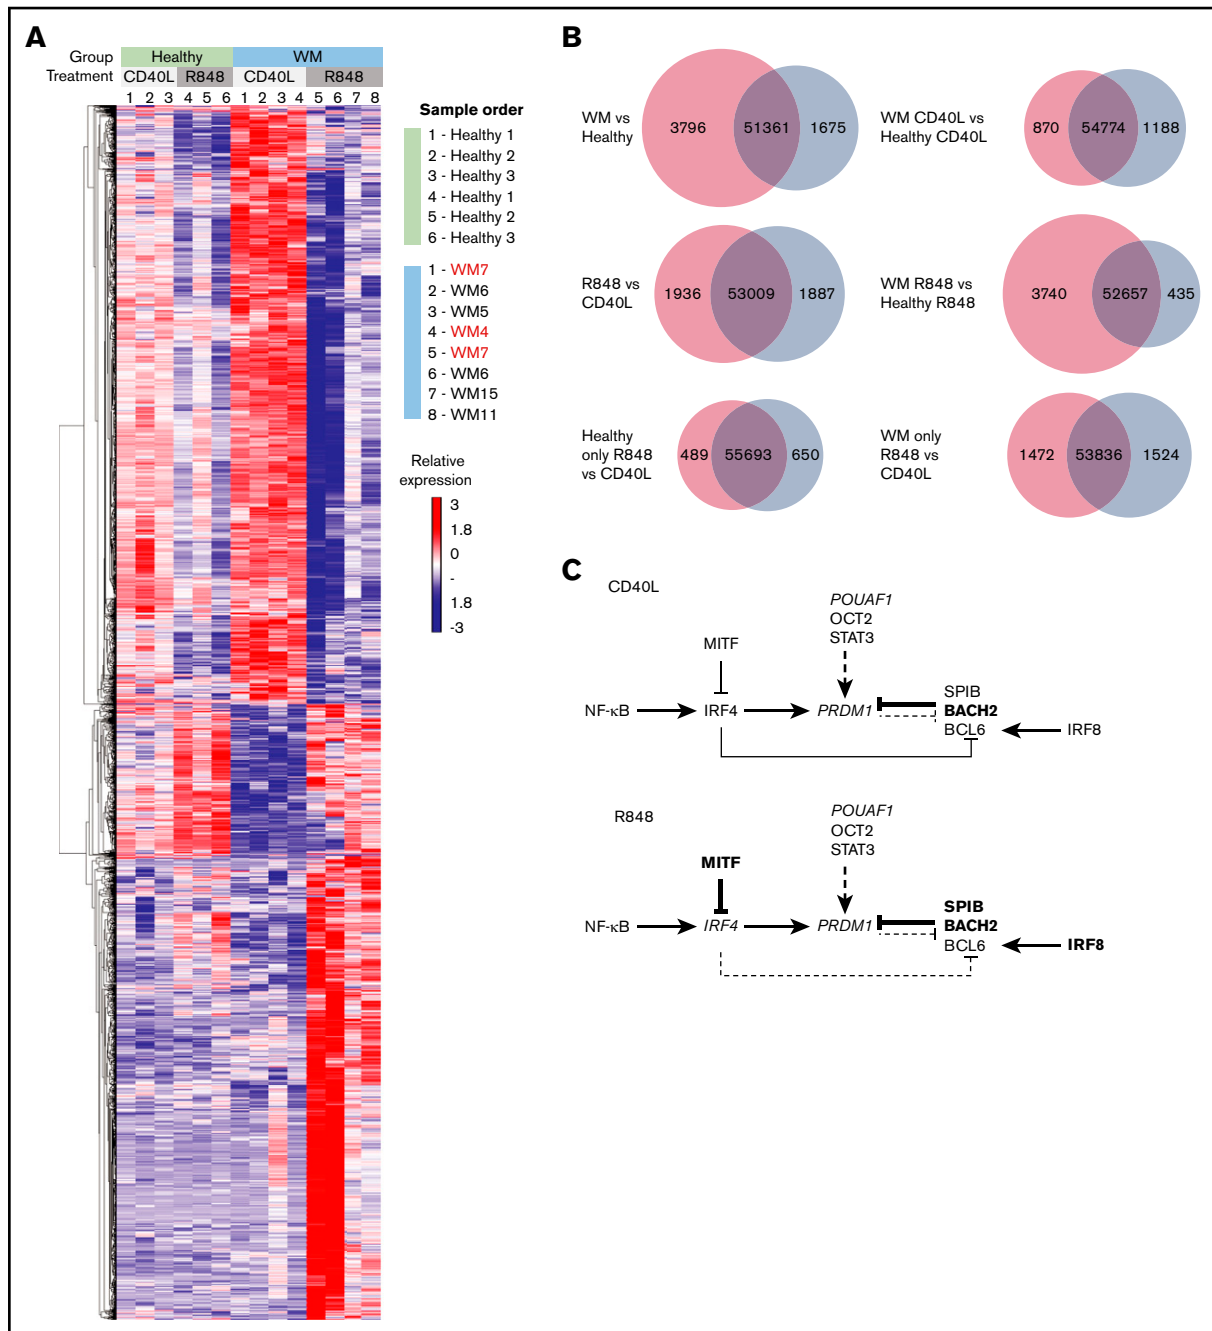 A
Group Healthy WM
Treatment CD40L R848 CD40L R848
1 2 3 4 5 6 1 2 3 4 5 6 7 8
Sample order
1 - Healthy 1
2 - Healthy 2
3 - Healthy 3
4 - Healthy 1
5 - Healthy 2
6 - Healthy 3
1 - WM7
2 - WM6
3 - WM5
4 - WM4
5 - WM7
6 - WM6
7 - WM15
8 - WM11
Relative
expression
3
1.8
0
-
1.8
-3
B
WM vs
Healthy
3796 51361 1675
WM CD40L vs
Healthy CD40L
870 54774 1188
R848 vs
CD40L
1936 53009 1887
WM R848 vs
Healthy R848
3740 52657 435
Healthy
only R848
vs CD40L
489 55693 650
WM only
R848 vs
CD40L
1472 53836 1524
C
CD40L
POUAF1
OCT2
STAT3
MITF
NF-κB IRF4 PRDM1
SPIB
BACH2
BCL6 IRF8
R848
POUAF1
OCT2
STAT3
MITF
NF-κB IRF4 PRDM1
SPIB
BACH2
BCL6 IRF8